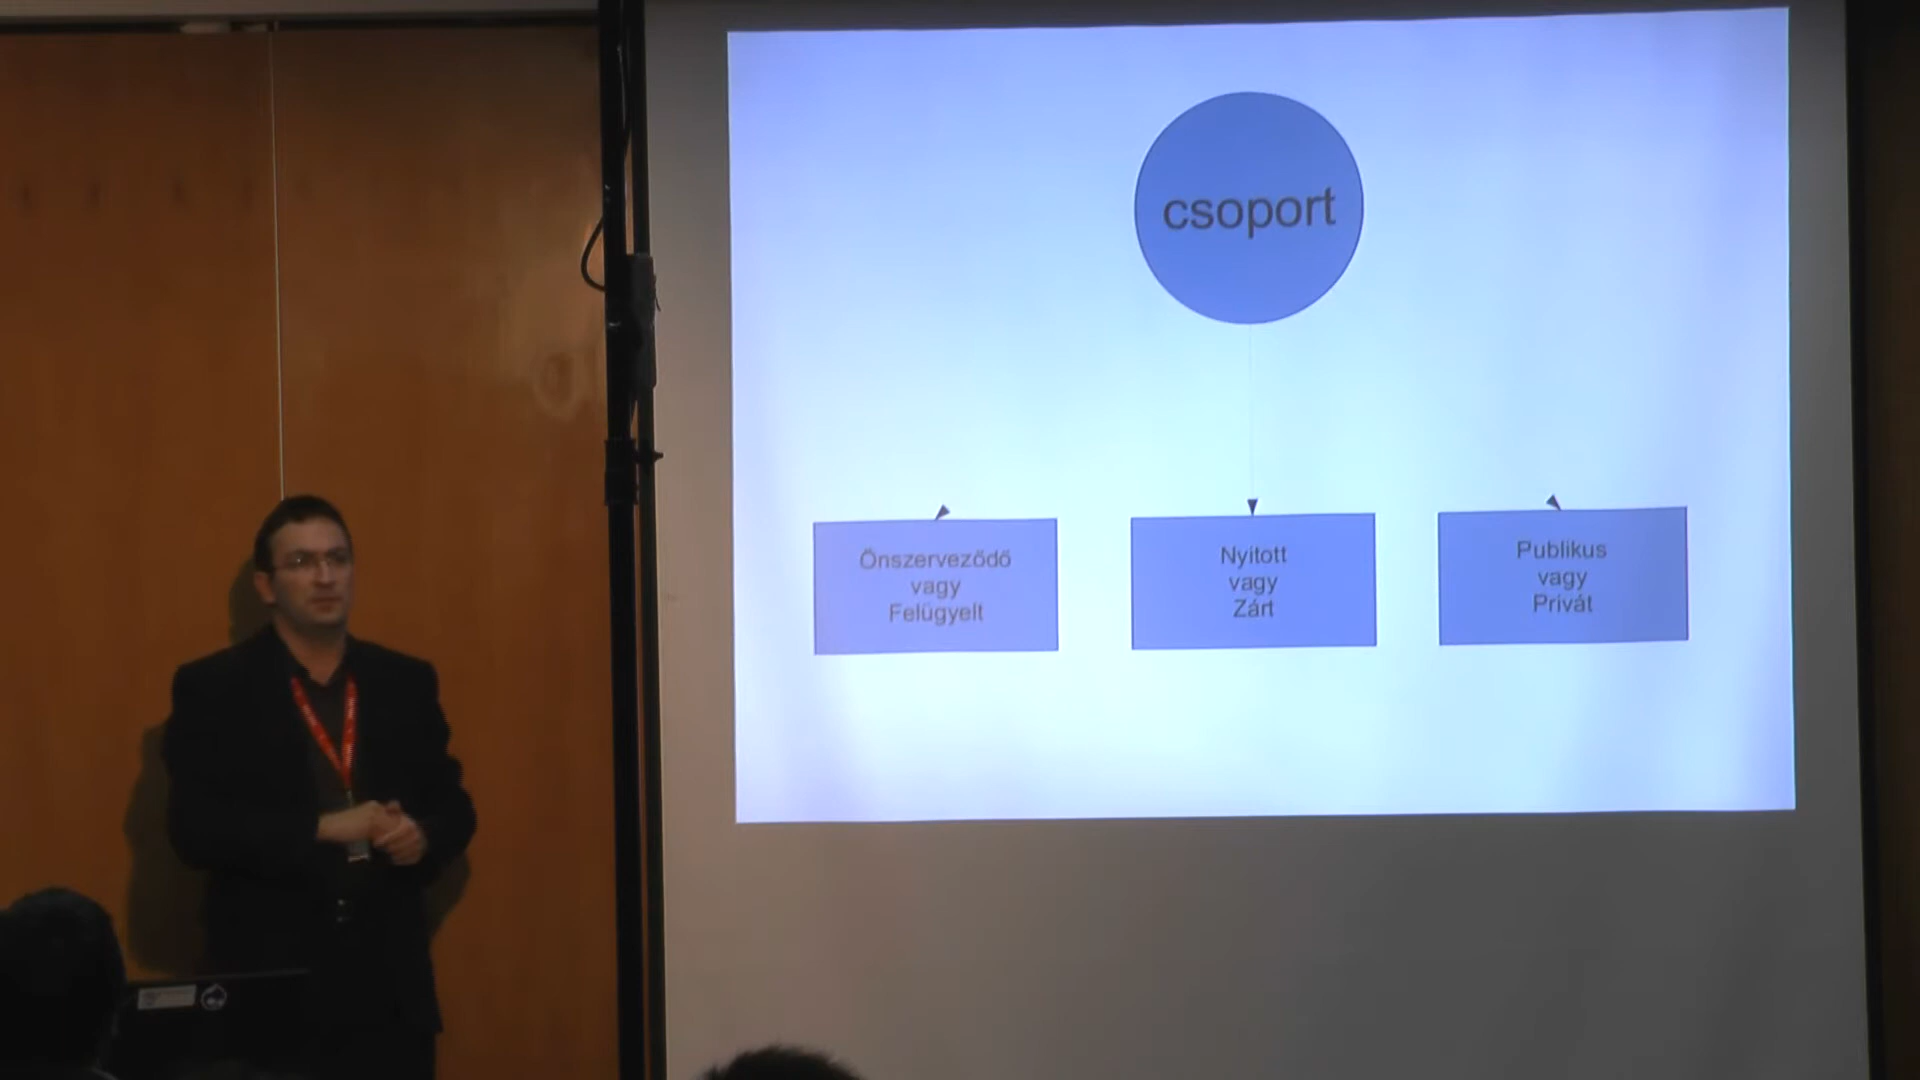 csoport
Önszerveződő
vagy
Felügyelt
Nyitott
vagy
Zárt
Publikus
vagy
Privát